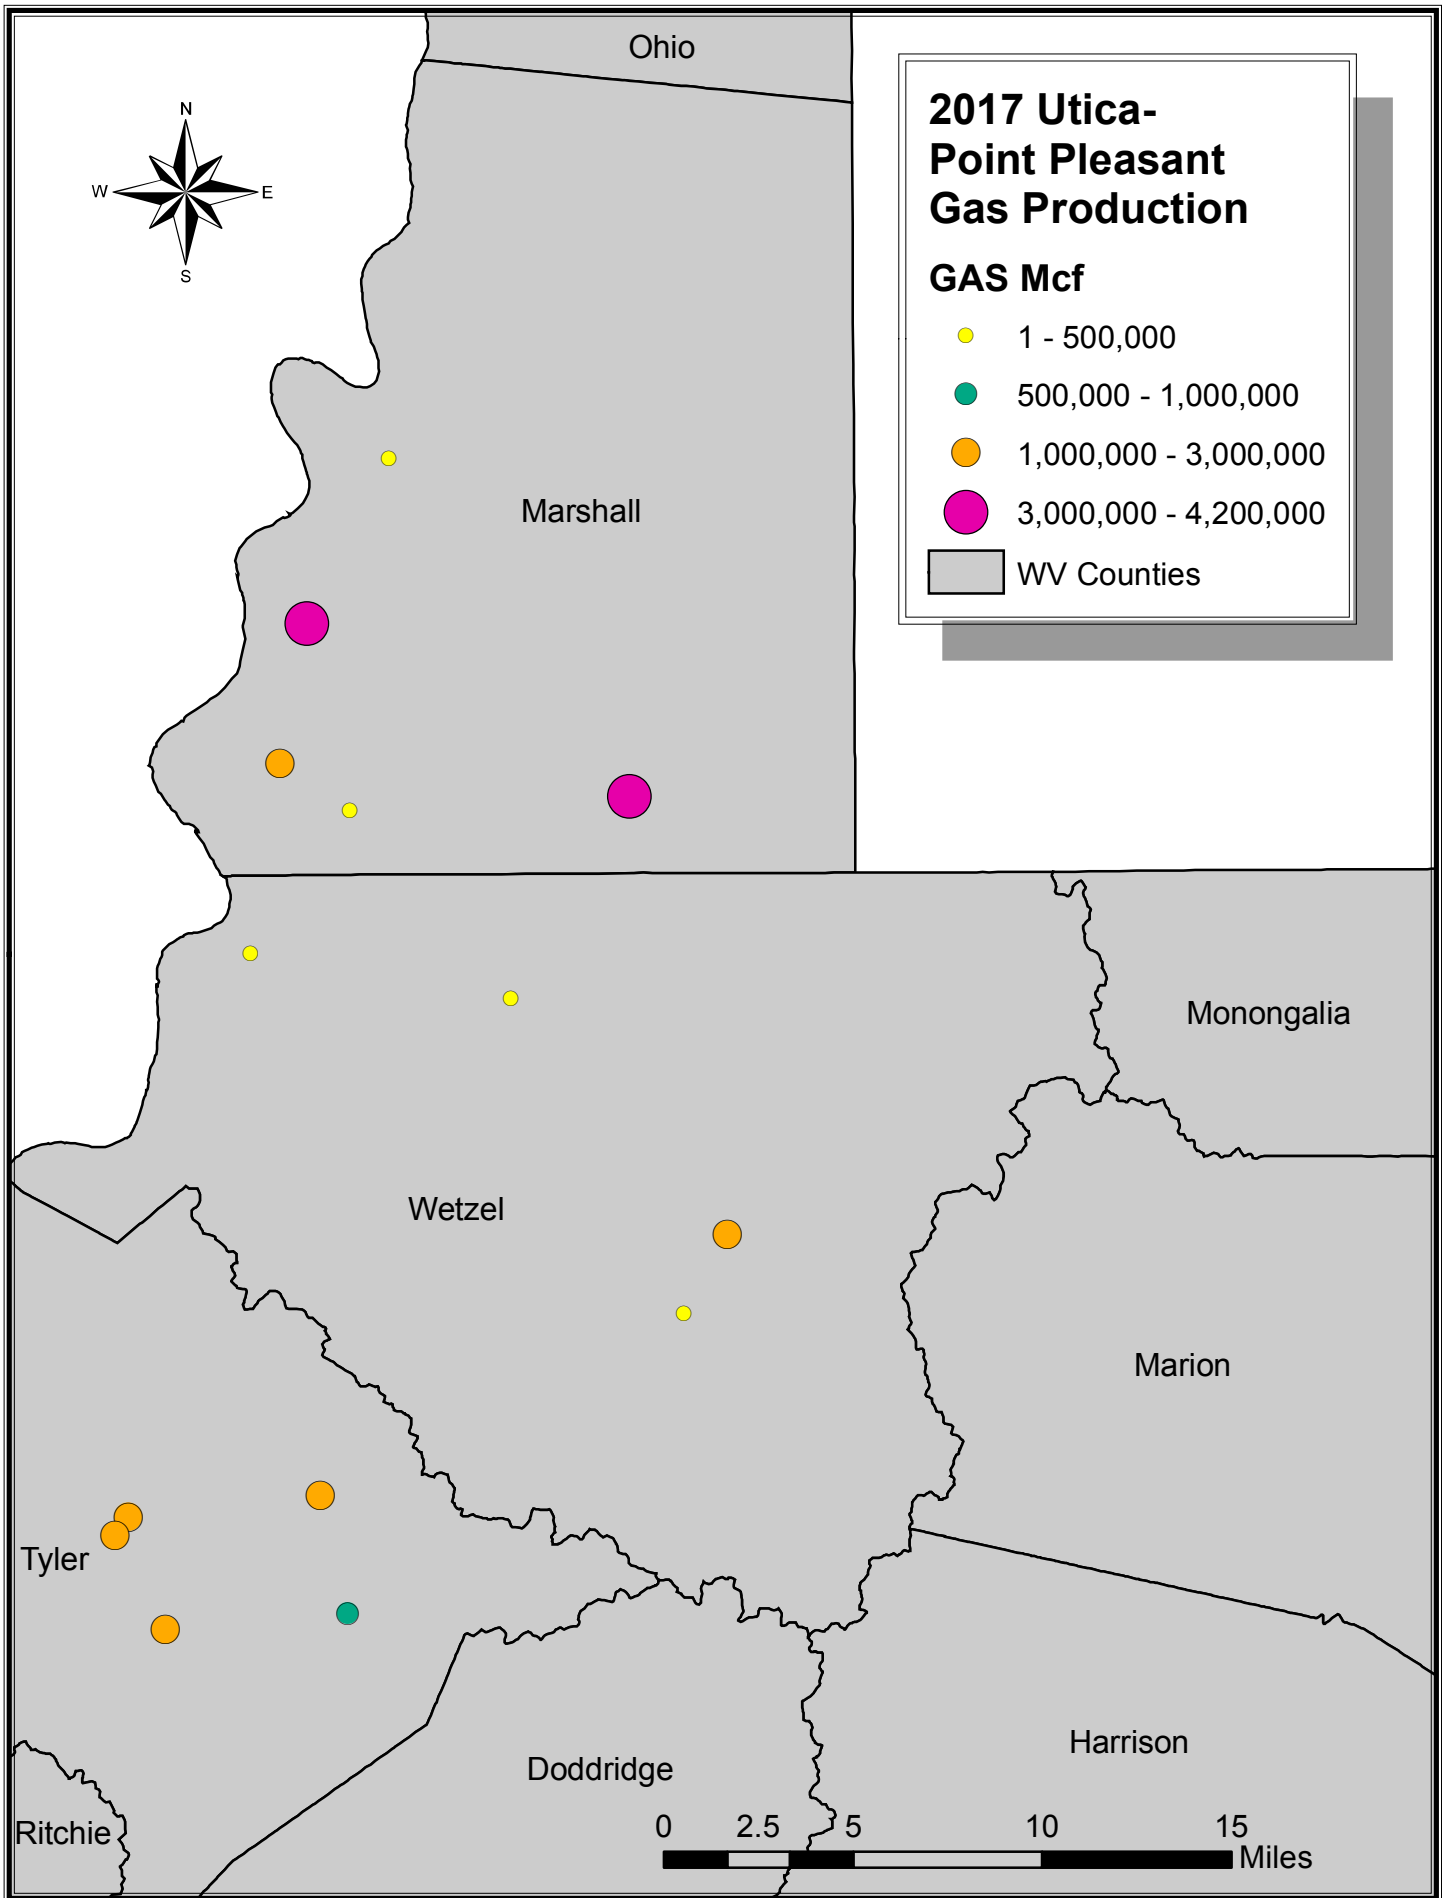 Ohio
N
W
E
S
2017 Utica-
Point Pleasant
Gas Production
GAS Mcf
1 - 500,000
500,000 - 1,000,000
1,000,000 - 3,000,000
3,000,000 - 4,200,000
WV Counties
Marshall
Monongalia
Wetzel
Marion
Tyler
Harrison
Doddridge
Ritchie
0 2.5 5 10 15
Miles